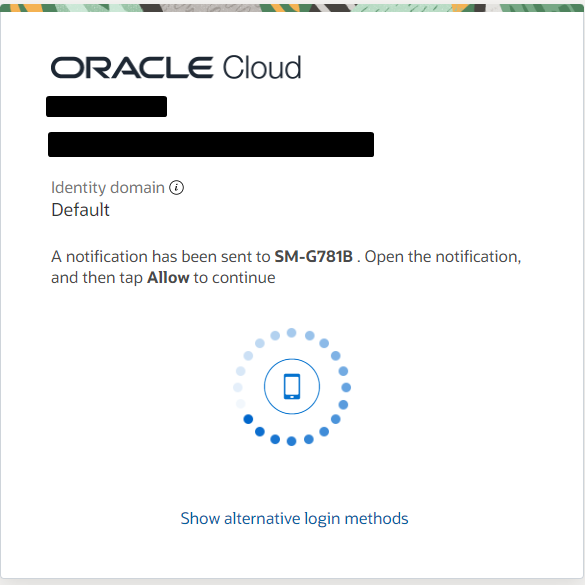 ORACLE Cloud
Identity domain
Default
A notification has been sent to SM-G781B . Open the notification,
and then tap Allow to continue
Show alternative login methods